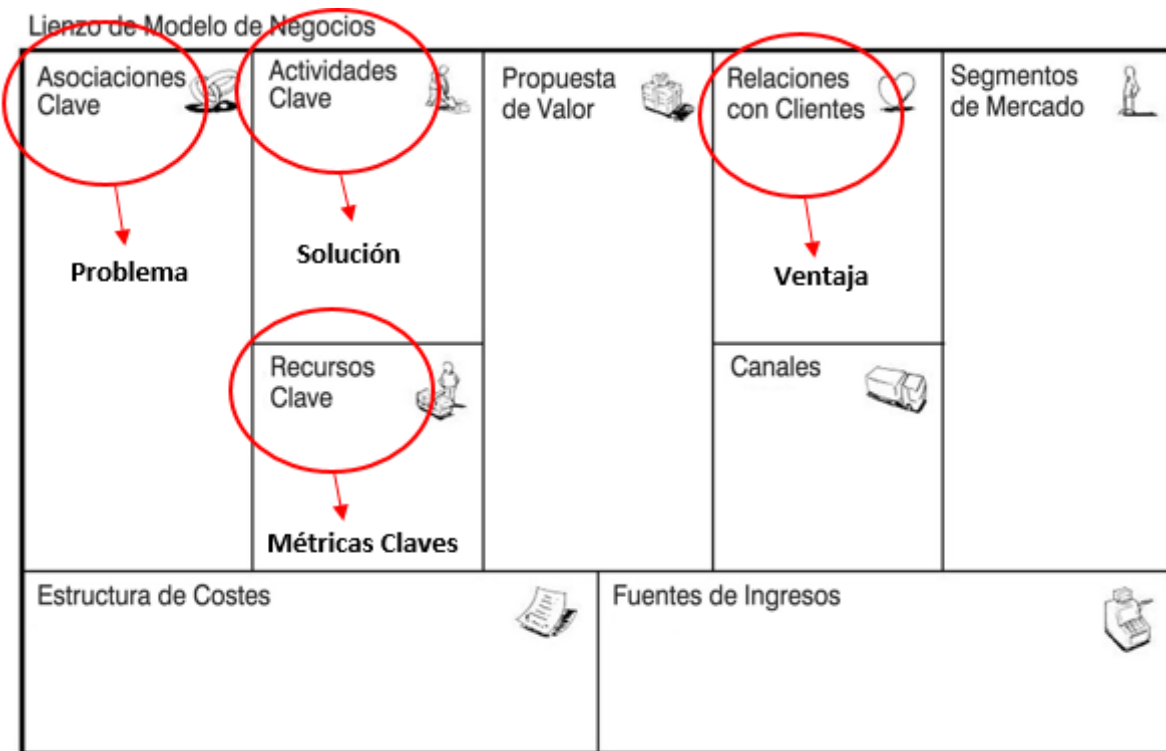 Lienzo de Modelo de Negocios
Asociaciones
Clave
Problema
Actividades
Clave
Solución
Recursos
Clave
Métricas Claves
Propuesta
de Valor
Relaciones
con Clientes
Ventaja
Canales
Segmentos
de Mercado
Estructura de Costes
Fuentes de Ingresos